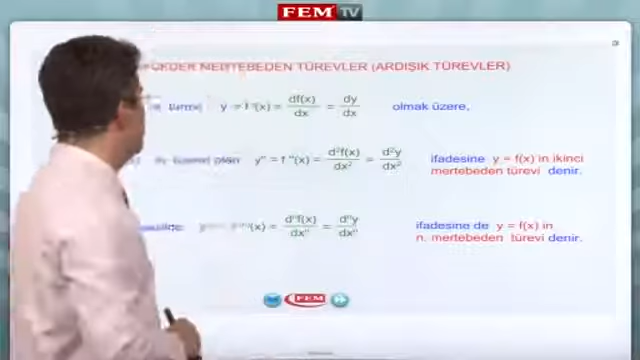 FEM TV
MERTEBEDEN TÜREVLER (ARDIŞIK TÜREVLER)
y' = f '(x) = df(x)/dx = dy/dx olmak üzere,
y'' = f ''(x) = d²f(x)/dx² = d²y/dx² ifadesine y = f(x) in ikinci
mertebeden türevi denir.
(x) = dⁿf(x)/dxⁿ = dⁿy/dxⁿ ifadesine de y = f(x) in
n. mertebeden türevi denir.
FEM